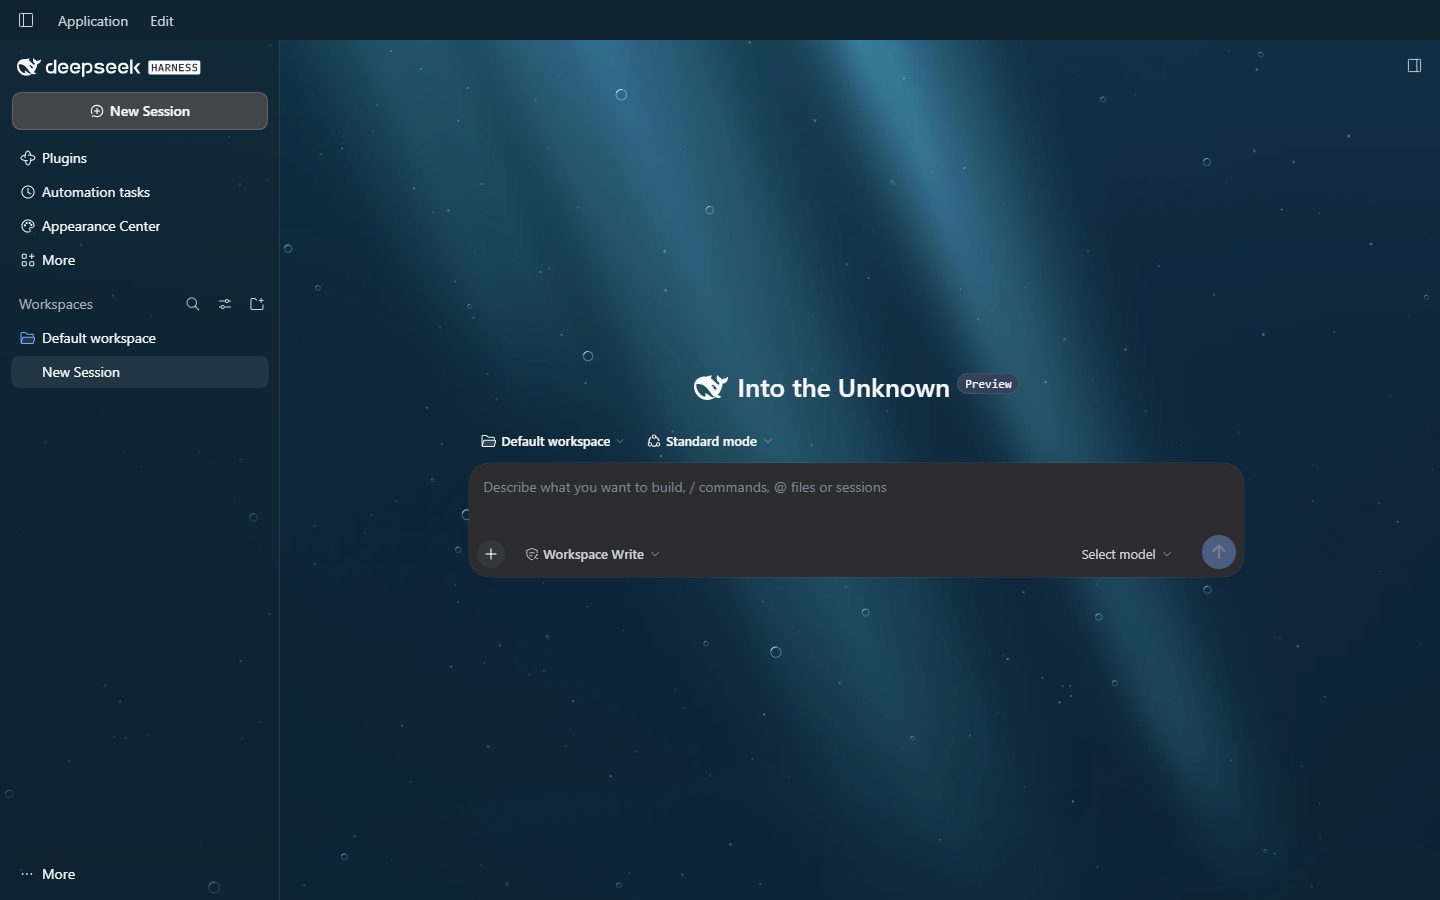 Application Edit
deepseek HARNESS
New Session
Plugins
Automation tasks
Appearance Center
More
Workspaces
Default workspace
New Session
More
Into the Unknown Preview
Default workspace Standard mode
Describe what you want to build, / commands, @ files or sessions
Workspace Write Select model